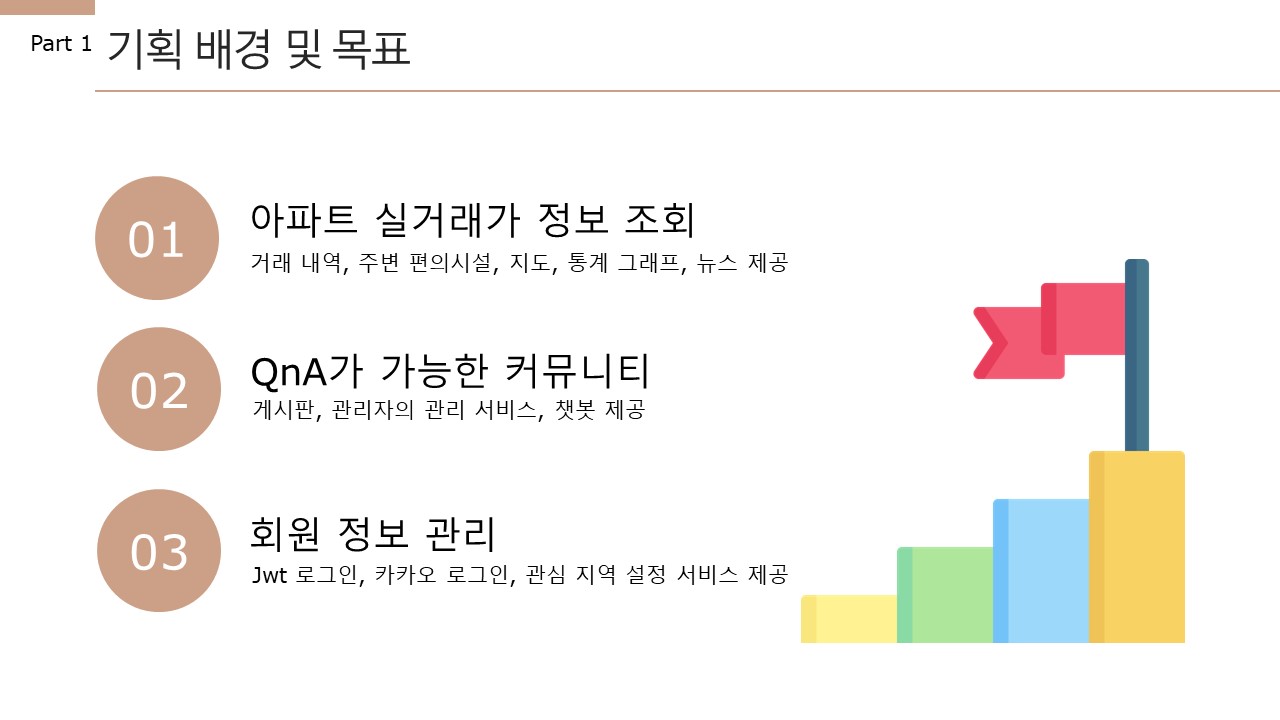 Part 1 기획 배경 및 목표
01
아파트 실거래가 정보 조회
거래 내역, 주변 편의시설, 지도, 통계 그래프, 뉴스 제공
02
QnA가 가능한 커뮤니티
게시판, 관리자의 관리 서비스, 챗봇 제공
03
회원 정보 관리
Jwt 로그인, 카카오 로그인, 관심 지역 설정 서비스 제공